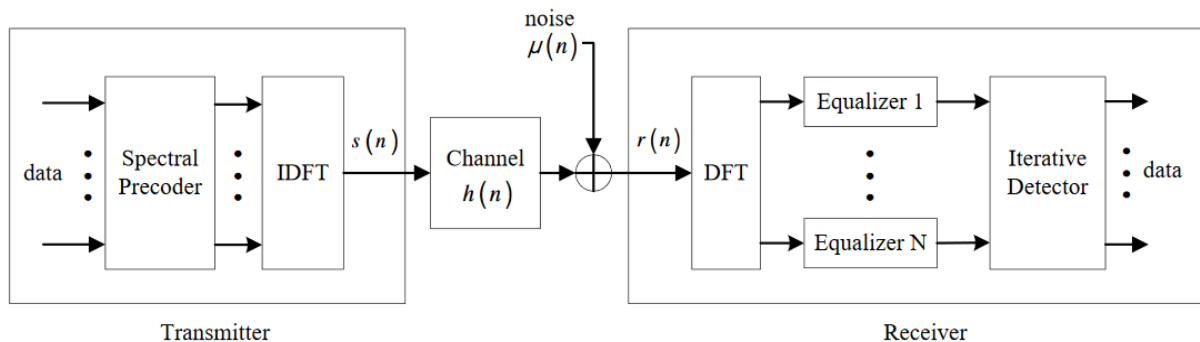 noise
μ(n)
data
Spectral
Precoder
IDFT
s(n)
Channel
h(n)
r(n)
DFT
Equalizer 1
Equalizer N
Iterative
Detector
data
Transmitter
Receiver